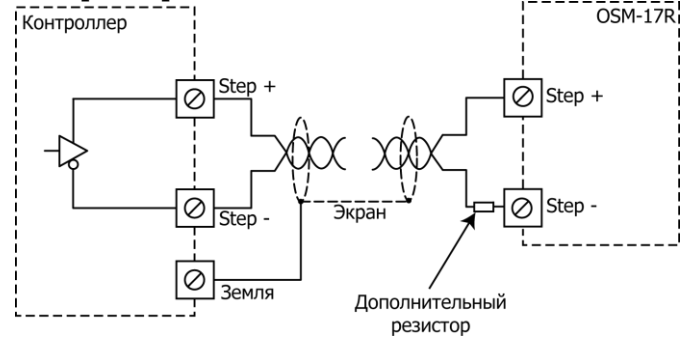 Контроллер
OSM-17R
Step +
Step +
Step -
Экран
Step -
Земля
Дополнительный
резистор